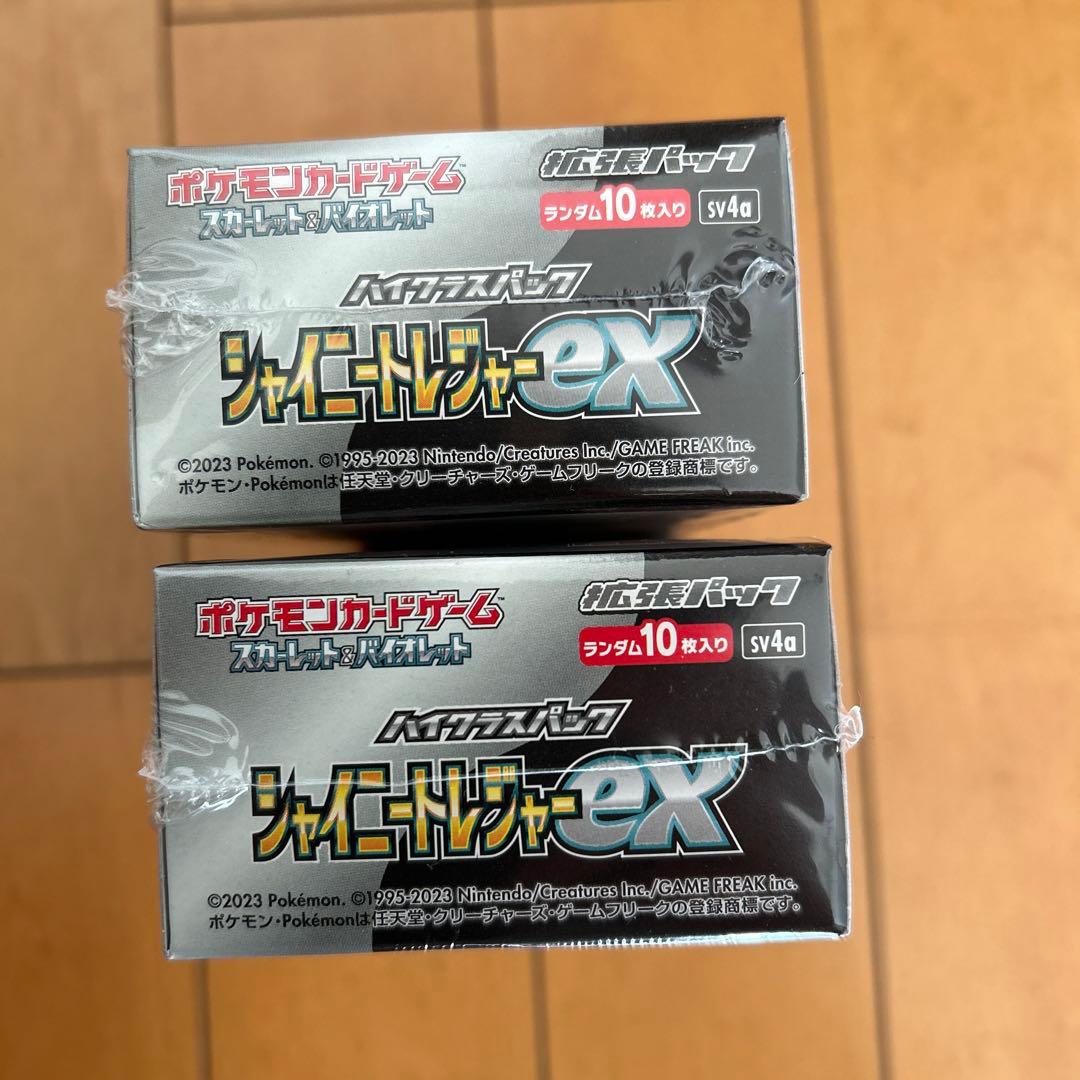 ポケモンカードゲーム™
拡張パック
スカーレット&バイオレット
ランダム10枚入り sv4a
ハイクラスパック
シャイニートレジャーex
©2023 Pokémon. ©1995-2023 Nintendo/Creatures Inc./GAME FREAK inc.
ポケモン・Pokémonは任天堂・クリーチャーズ・ゲームフリークの登録商標です。
ポケモンカードゲーム™
拡張パック
スカーレット&バイオレット
ランダム10枚入り sv4a
ハイクラスパック
シャイニートレジャーex
©2023 Pokémon. ©1995-2023 Nintendo/Creatures Inc./GAME FREAK inc.
ポケモン・Pokémonは任天堂・クリーチャーズ・ゲームフリークの登録商標です。